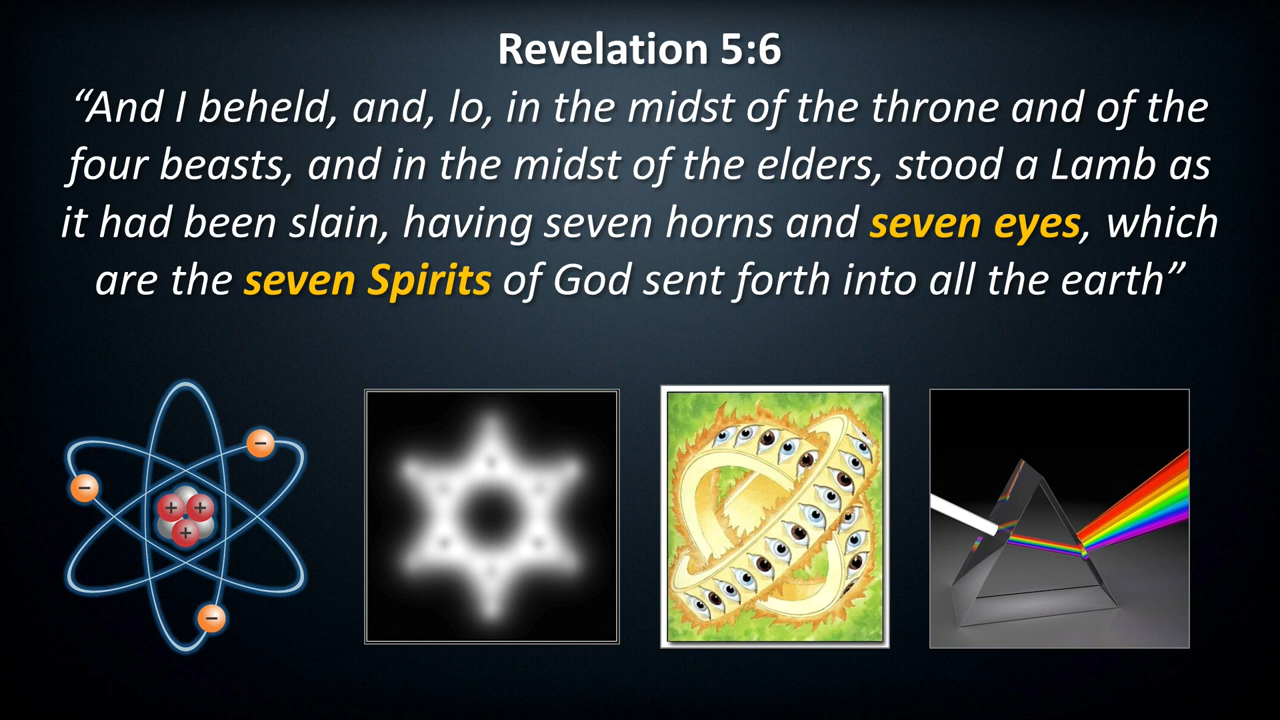 Revelation 5:6
“And I beheld, and, lo, in the midst of the throne and of the
four beasts, and in the midst of the elders, stood a Lamb as
it had been slain, having seven horns and seven eyes, which
are the seven Spirits of God sent forth into all the earth”